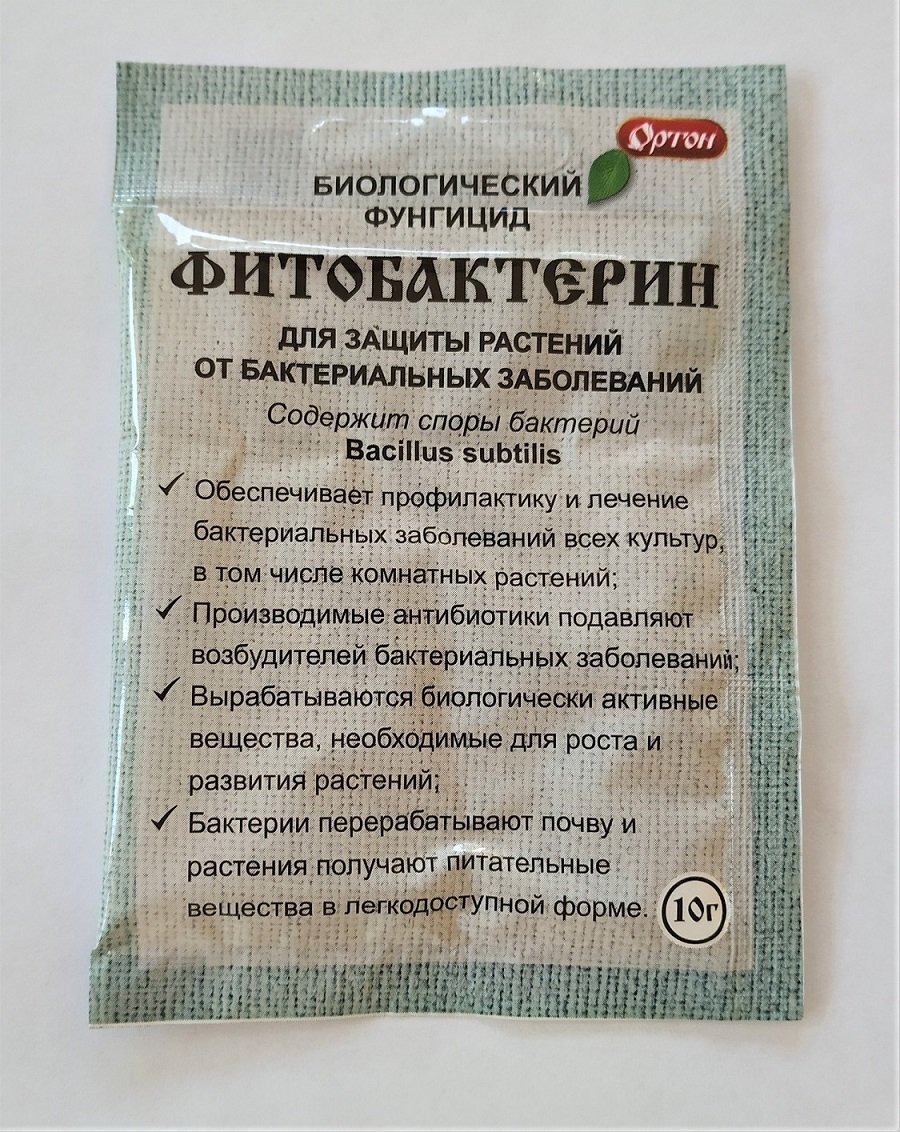 Ортон
БИОЛОГИЧЕСКИЙ
ФУНГИЦИД
ФИТОБАКТЕРИН
ДЛЯ ЗАЩИТЫ РАСТЕНИЙ
ОТ БАКТЕРИАЛЬНЫХ ЗАБОЛЕВАНИЙ
Содержит споры бактерий
Bacillus subtilis
✓ Обеспечивает профилактику и лечение
бактериальных заболеваний всех культур,
в том числе комнатных растений;
✓ Производимые антибиотики подавляют
возбудителей бактериальных заболеваний;
✓ Вырабатываются биологически активные
вещества, необходимые для роста и
развития растений;
✓ Бактерии перерабатывают почву и
растения получают питательные
вещества в легкодоступной форме.
10г